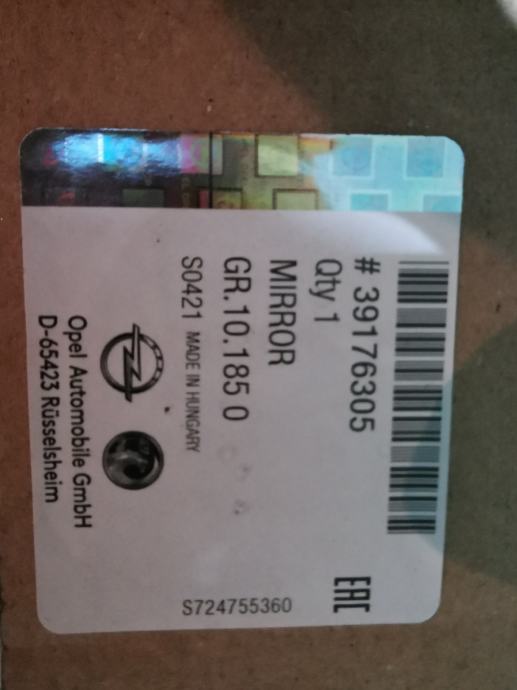 # 39176305
Qty 1
EAC
MIRROR
GR.10.185 0
S0421 MADE IN HUNGARY
S724755360
Opel Automobile GmbH
D-65423 Rüsselsheim